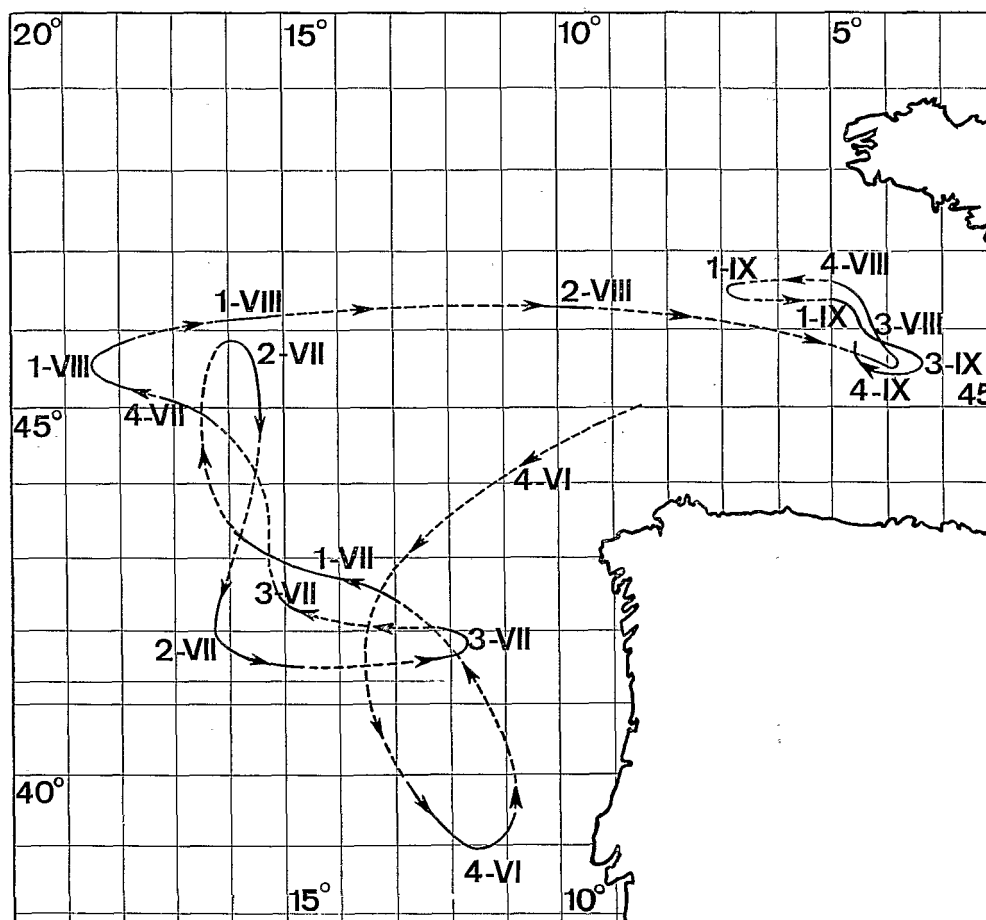 20° 15° 10° 5°
1-IX 4-VIII
1-VIII 2-VIII
1-IX 3-VIII
2-VII
1-VIII 3-IX
4-IX 45
4-VII
45°
4-VI
1-VII
3-VII
3-VII
2-VII
40°
4-VI
15° 10°